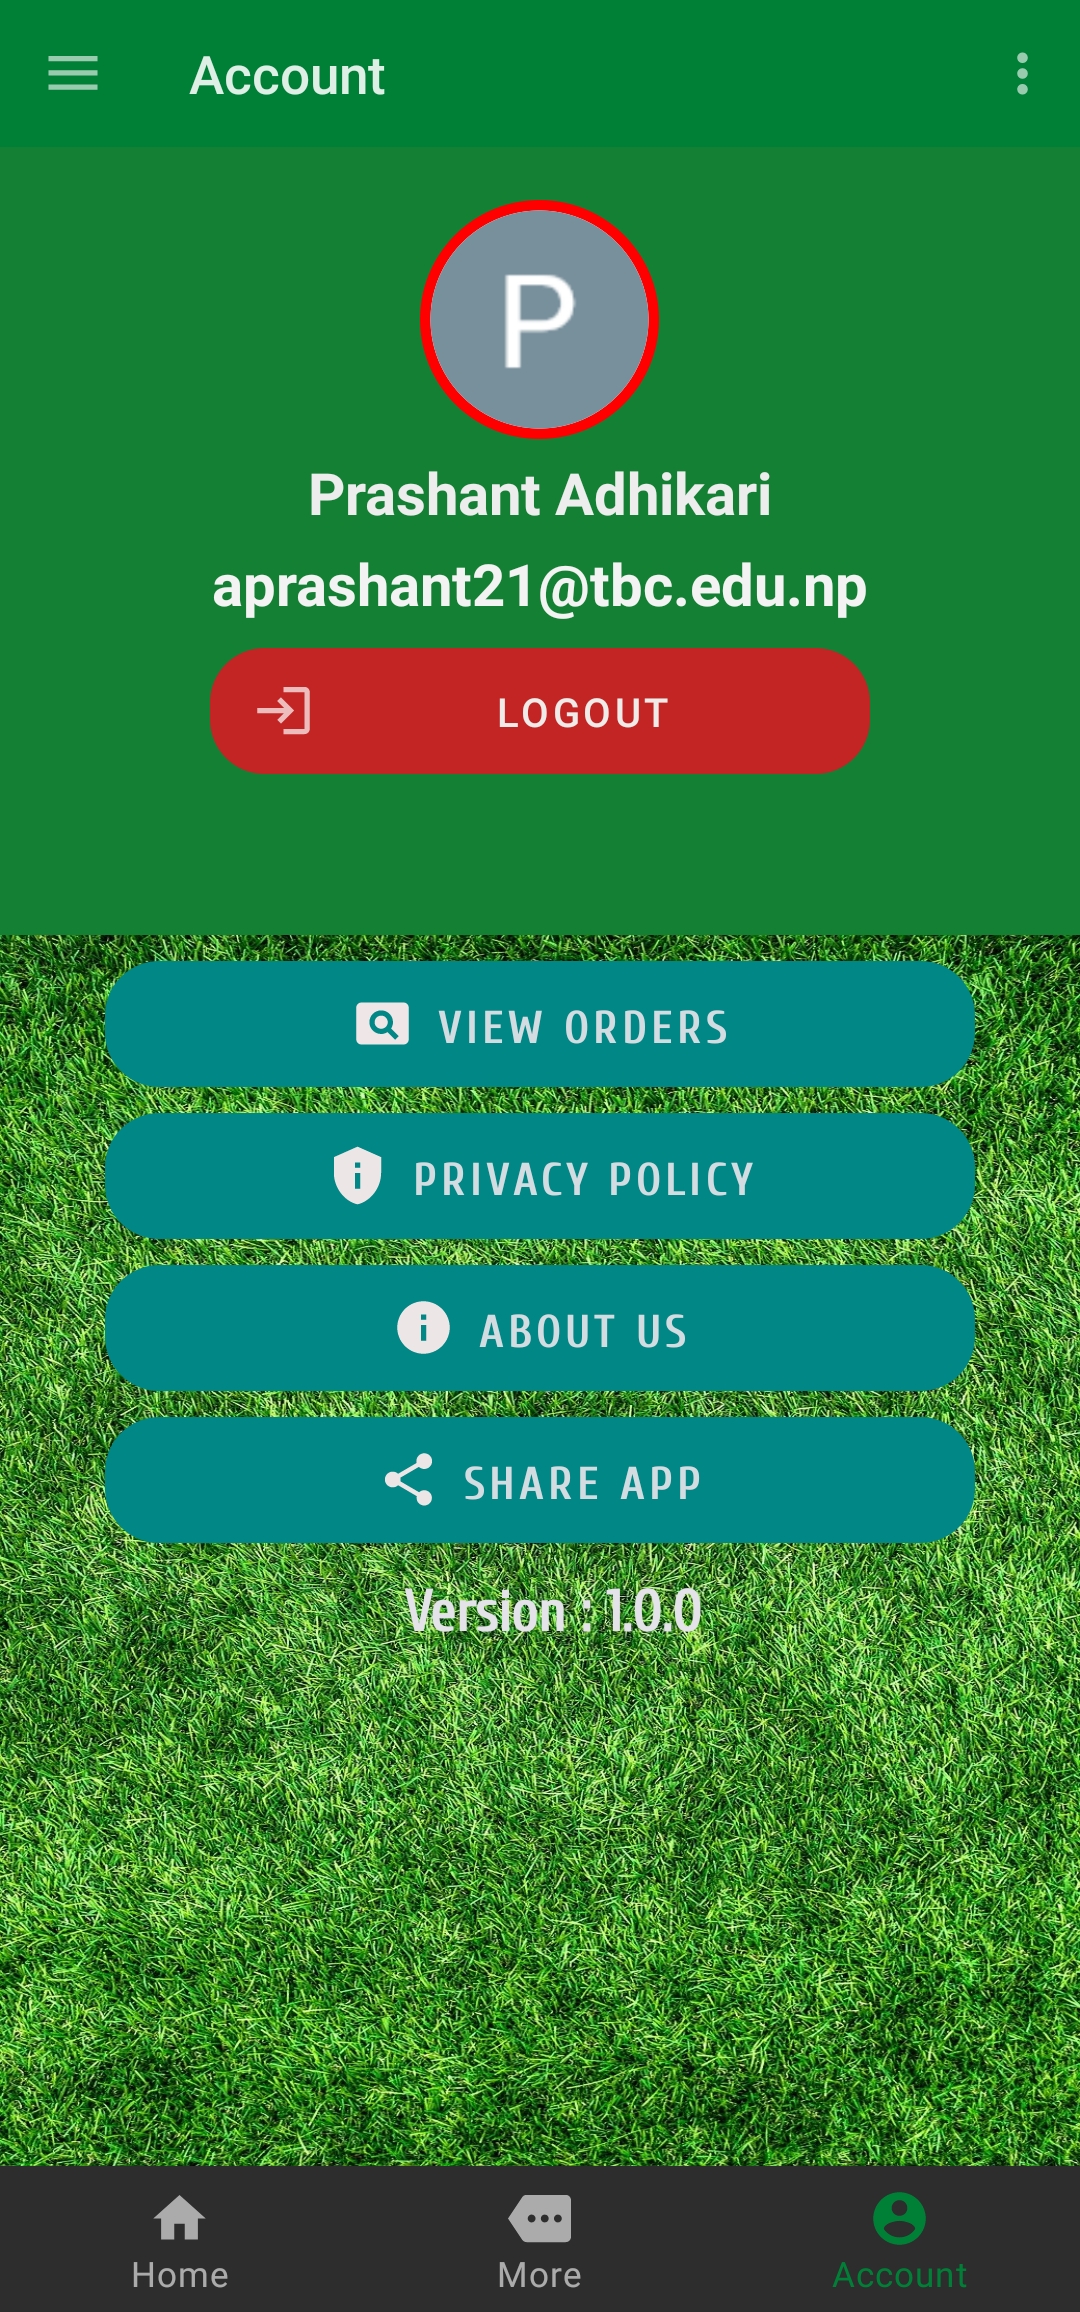 Account
P
Prashant Adhikari
aprashant21@tbc.edu.np
LOGOUT
VIEW ORDERS
PRIVACY POLICY
ABOUT US
SHARE APP
Version : 1.0.0
Home
More
Account